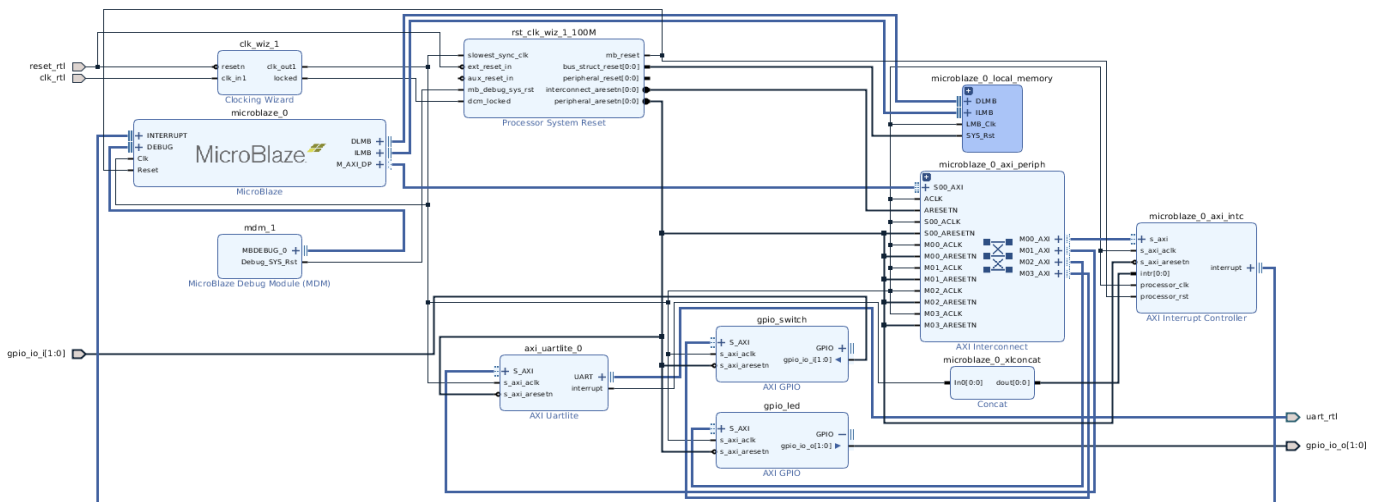 reset_rtl
clk_rtl
clk_wiz_1
resetn
clk_in1
clk_out1
locked
Clocking Wizard
rst_clk_wiz_1_100M
slowest_sync_clk
ext_reset_in
aux_reset_in
mb_debug_sys_rst
dcm_locked
mb_reset
bus_struct_reset[0:0]
peripheral_reset[0:0]
interconnect_aresetn[0:0]
peripheral_aresetn[0:0]
Processor System Reset
microblaze_0_local_memory
DLMB
ILMB
LMB_Clk
SYS_Rst
microblaze_0
INTERRUPT
DEBUG
Clk
Reset
MicroBlaze
DLMB
ILMB
M_AXI_DP
MicroBlaze
mdm_1
MBDEBUG_0
Debug_SYS_Rst
MicroBlaze Debug Module (MDM)
microblaze_0_axi_periph
S00_AXI
ACLK
ARESETN
S00_ACLK
S00_ARESETN
M00_ACLK
M00_ARESETN
M01_ACLK
M01_ARESETN
M02_ACLK
M02_ARESETN
M03_ACLK
M03_ARESETN
M00_AXI
M01_AXI
M02_AXI
M03_AXI
AXI Interconnect
microblaze_0_axi_intc
s_axi
s_axi_aclk
s_axi_aresetn
intr[0:0]
processor_clk
processor_rst
interrupt
AXI Interrupt Controller
gpio_io_i[1:0]
axi_uartlite_0
S_AXI
s_axi_aclk
s_axi_aresetn
UART
interrupt
AXI Uartlite
gpio_switch
S_AXI
s_axi_aclk
s_axi_aresetn
GPIO
gpio_io_i[1:0]
AXI GPIO
microblaze_0_xlconcat
In0[0:0]
dout[0:0]
Concat
gpio_led
S_AXI
s_axi_aclk
s_axi_aresetn
GPIO
gpio_io_o[1:0]
AXI GPIO
uart_rtl
gpio_io_o[1:0]